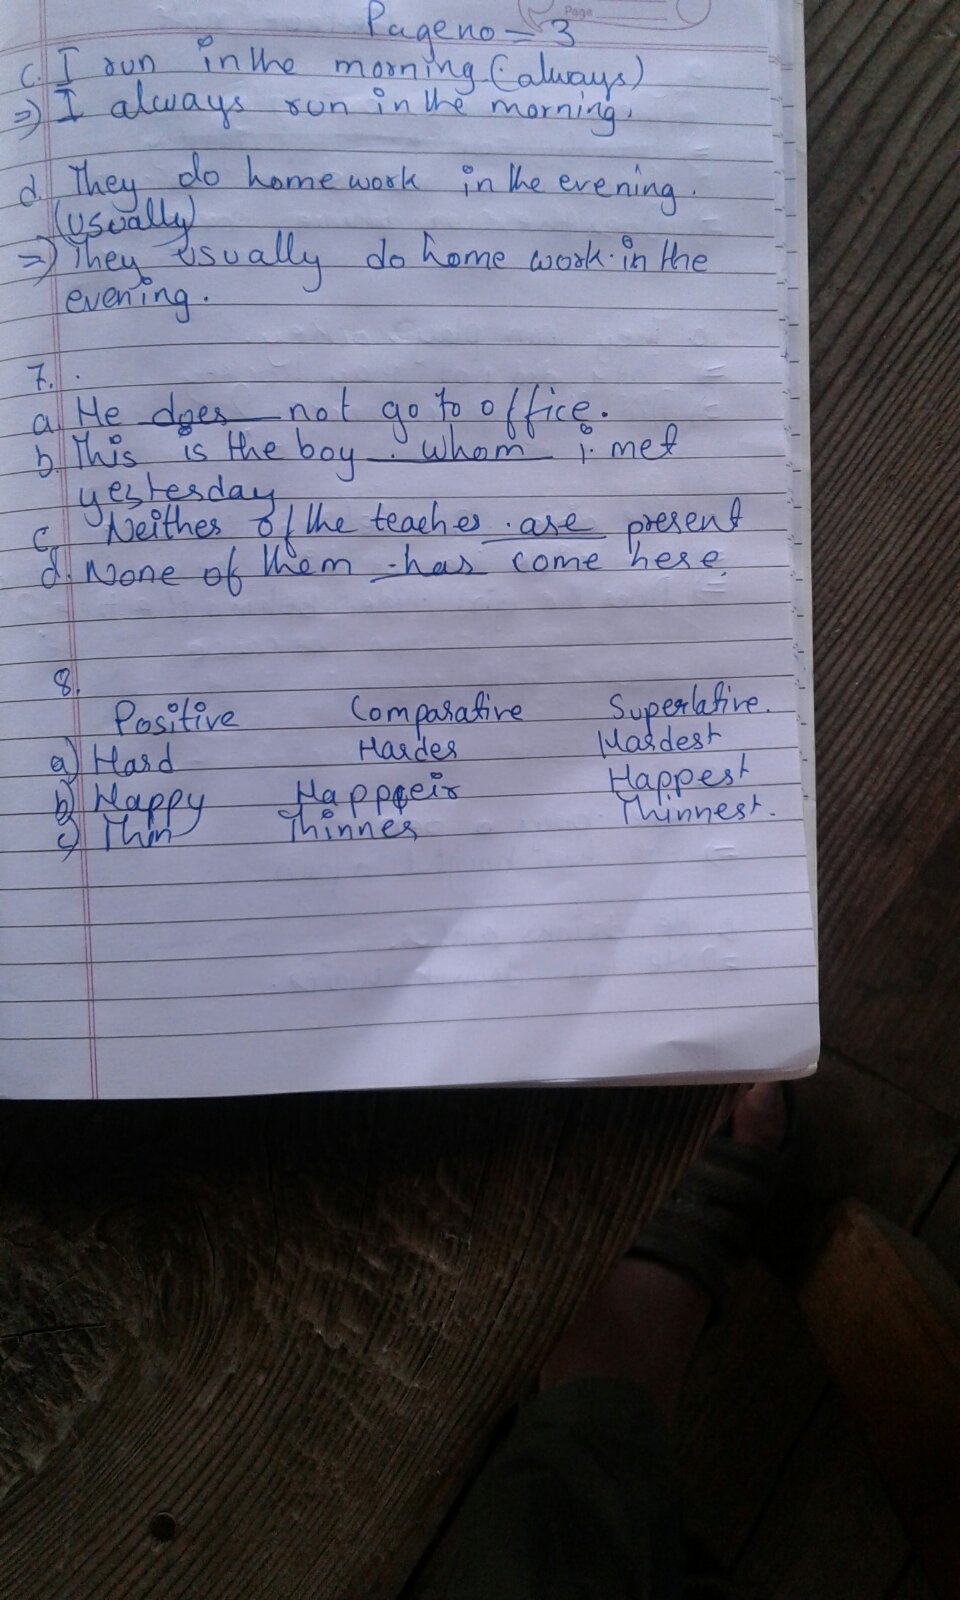 Page
Page no - 3
c. I run in the morning. (always)
=) I always run in the morning.
d. They do home work in the evening.
(usually)
=) They usually do home work in the
evening.
7.
a. He does not go to office.
b. This is the boy whom i met
yesterday
c. Neither of the teacher are present
d. None of them has come here.
8.
Positive Comparative Superlative.
a) Hard Harder Hardest
b) Happy Happeir Happest
c) Thin Thinner Thinnest.